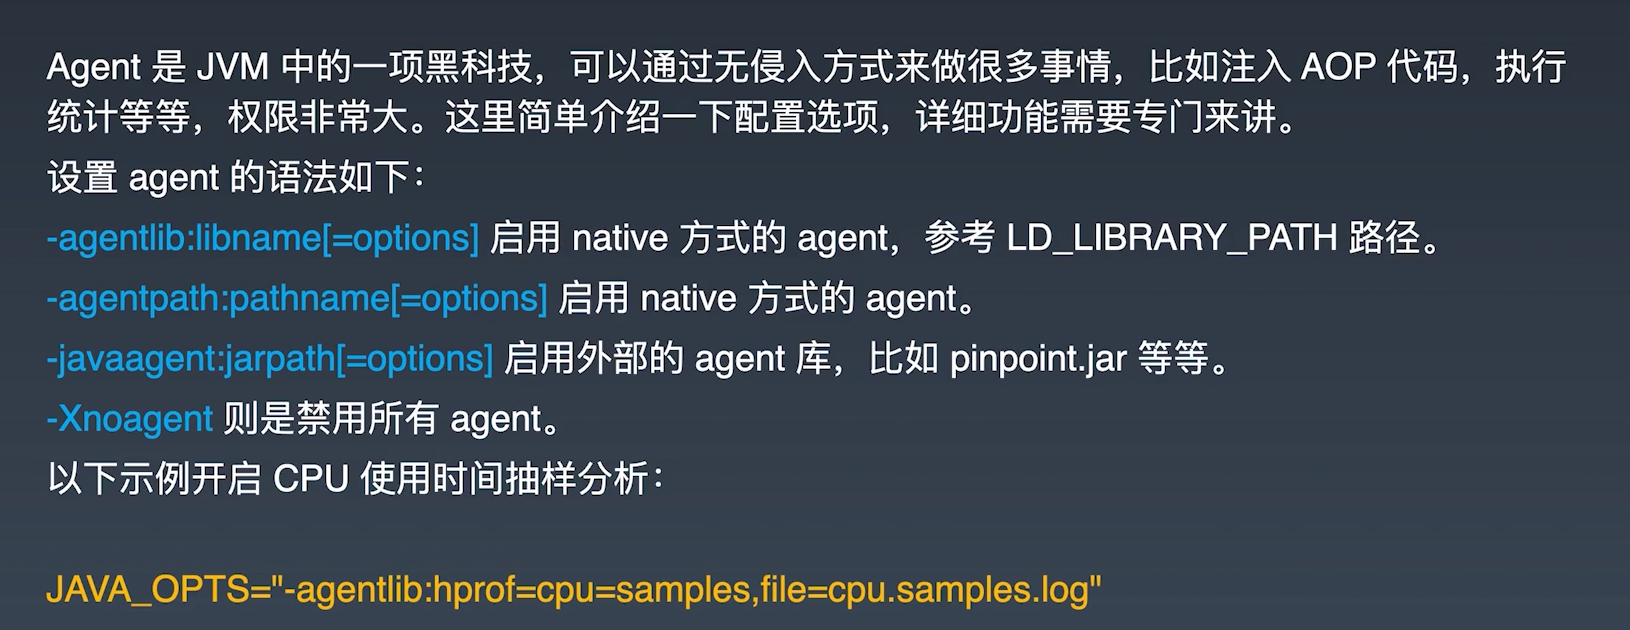 Agent 是 JVM 中的一项黑科技，可以通过无侵入方式来做很多事情，比如注入 AOP 代码，执行
统计等等，权限非常大。这里简单介绍一下配置选项，详细功能需要专门来讲。
设置 agent 的语法如下：
-agentlib:libname[=options] 启用 native 方式的 agent，参考 LD_LIBRARY_PATH 路径。
-agentpath:pathname[=options] 启用 native 方式的 agent。
-javaagent:jarpath[=options] 启用外部的 agent 库，比如 pinpoint.jar 等等。
-Xnoagent 则是禁用所有 agent。
以下示例开启 CPU 使用时间抽样分析：
JAVA_OPTS="-agentlib:hprof=cpu=samples,file=cpu.samples.log"